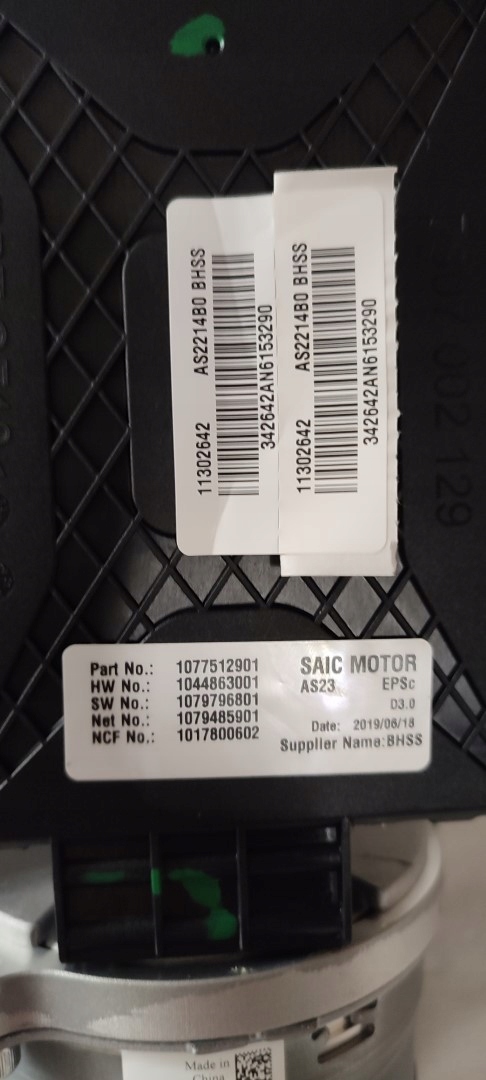 AS2214B0 BHSS
11302642
342642AN6153290
AS2214B0 BHSS
11302642
342642AN6153290
129
Part No.: 1077512901 SAIC MOTOR
HW No.: 1044863001 AS23 EPSc
SW No.: 1079796801 D3.0
Net No.: 1079485901 Date: 2019/06/18
NCF No.: 1017800602 Supplier Name:BHSS
Made in
China